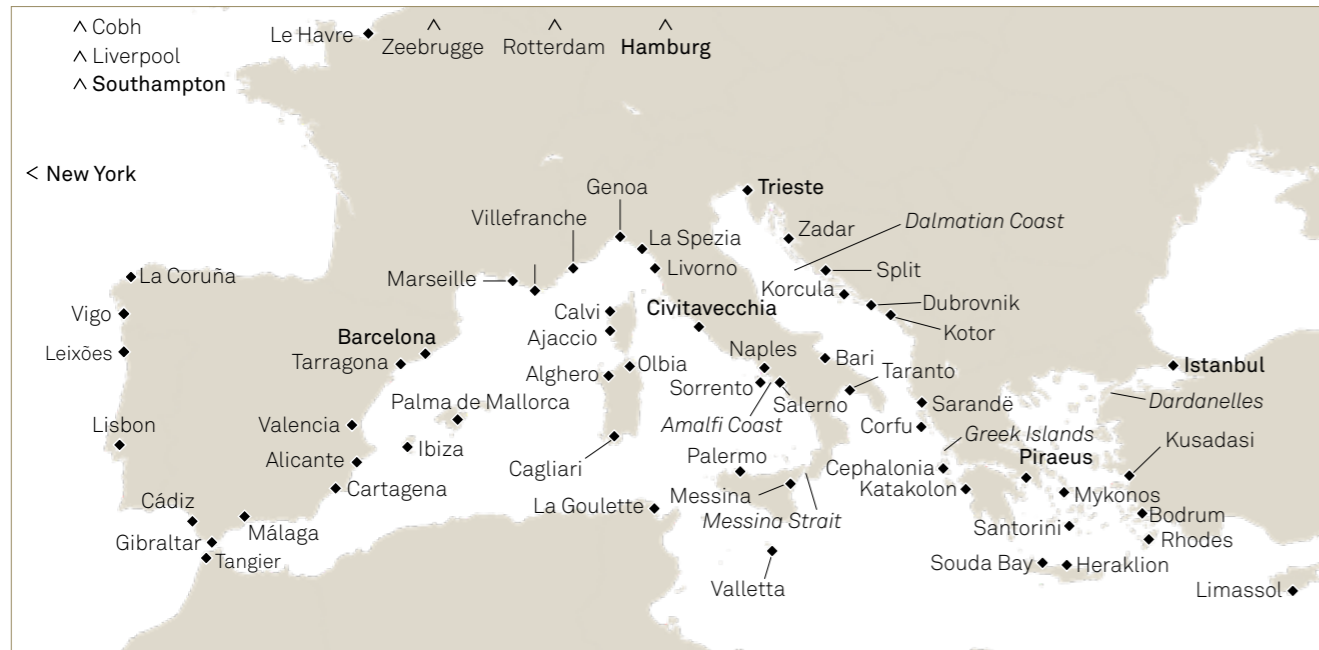 ^ Cobh
^ Liverpool
^ Southampton
Le Havre
^ Zeebrugge
^ Rotterdam
^ Hamburg
< New York
Genoa
Trieste
Villefranche
Zadar
Dalmatian Coast
La Spezia
Livorno
Split
La Coruña
Marseille
Korcula
Dubrovnik
Vigo
Calvi
Civitavecchia
Kotor
Ajaccio
Barcelona
Leixões
Tarragona
Naples
Bari
Olbia
Istanbul
Alghero
Sorrento
Taranto
Salerno
Dardanelles
Palma de Mallorca
Sarandë
Amalfi Coast
Lisbon
Valencia
Corfu
Greek Islands
Kusadasi
Ibiza
Alicante
Cagliari
Palermo
Piraeus
Cephalonia
Cartagena
Messina
Katakolon
Mykonos
Cádiz
La Goulette
Messina Strait
Bodrum
Málaga
Santorini
Gibraltar
Rhodes
Tangier
Souda Bay
Heraklion
Valletta
Limassol